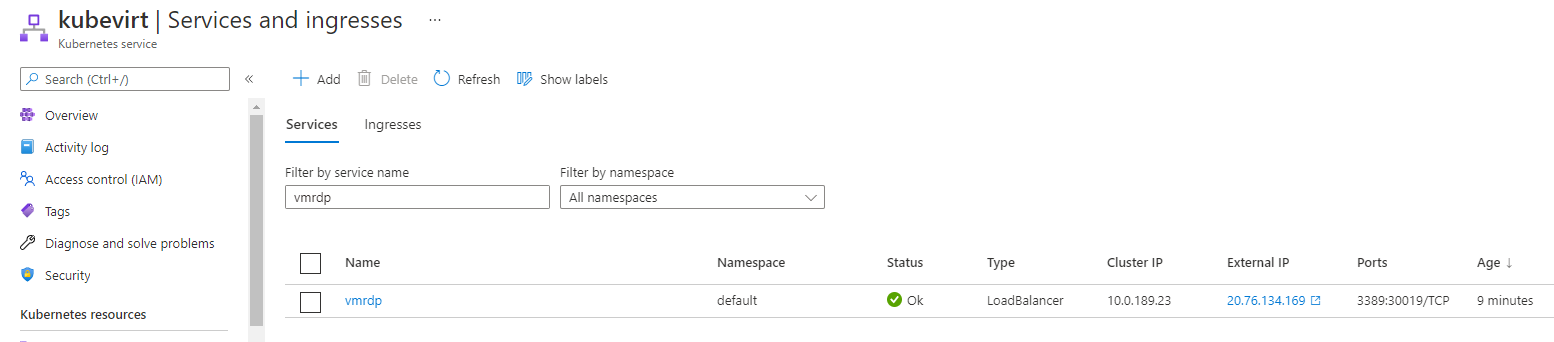 kubevirt | Services and ingresses ...
Kubernetes service
Search (Ctrl+/) «
Add Delete Refresh Show labels
Overview
Activity log
Access control (IAM)
Tags
Diagnose and solve problems
Security
Kubernetes resources
Services Ingresses
Filter by service name Filter by namespace
vmrdp All namespaces
Name Namespace Status Type Cluster IP External IP Ports Age ↓
vmrdp default Ok LoadBalancer 10.0.189.23 20.76.134.169 3389:30019/TCP 9 minutes